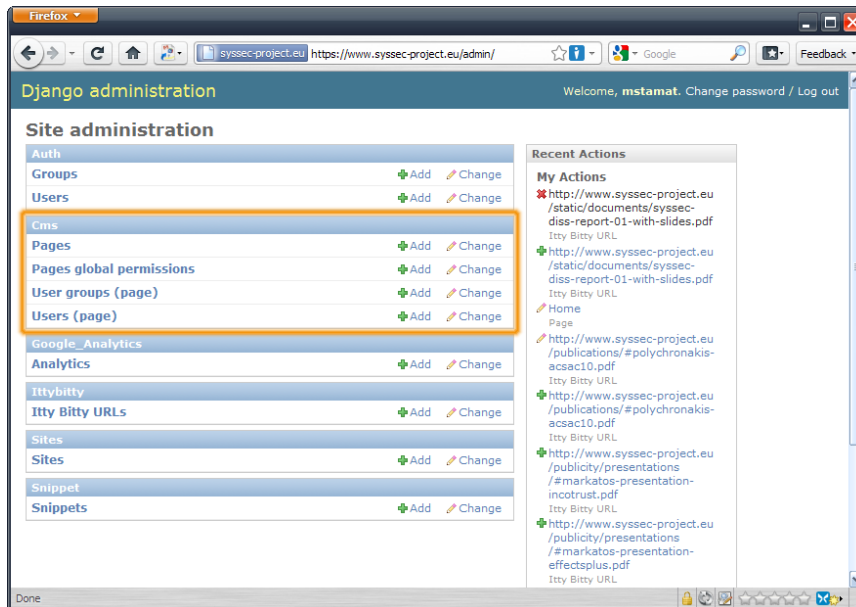 Firefox
syssec-project.eu https://www.syssec-project.eu/admin/ Google Feedback
Django administration
Welcome, mstamat. Change password / Log out
Site administration
Auth
Groups Add Change
Users Add Change
Cms
Pages Add Change
Pages global permissions Add Change
User groups (page) Add Change
Users (page) Add Change
Google_Analytics
Analytics Add Change
Ittybitty
Itty Bitty URLs Add Change
Sites
Sites Add Change
Snippet
Snippets Add Change
Recent Actions
My Actions
http://www.syssec-project.eu
/static/documents/syssec-
diss-report-01-with-slides.pdf
Itty Bitty URL
http://www.syssec-project.eu
/static/documents/syssec-
diss-report-01-with-slides.pdf
Itty Bitty URL
Home
Page
http://www.syssec-project.eu
/publications/#polychronakis-
acsac10.pdf
Itty Bitty URL
http://www.syssec-project.eu
/publications/#polychronakis-
acsac10.pdf
Itty Bitty URL
http://www.syssec-project.eu
/publicity/presentations
/#markatos-presentation-
incotrust.pdf
Itty Bitty URL
http://www.syssec-project.eu
/publicity/presentations
/#markatos-presentation-
effectsplus.pdf
Itty Bitty URL
Done